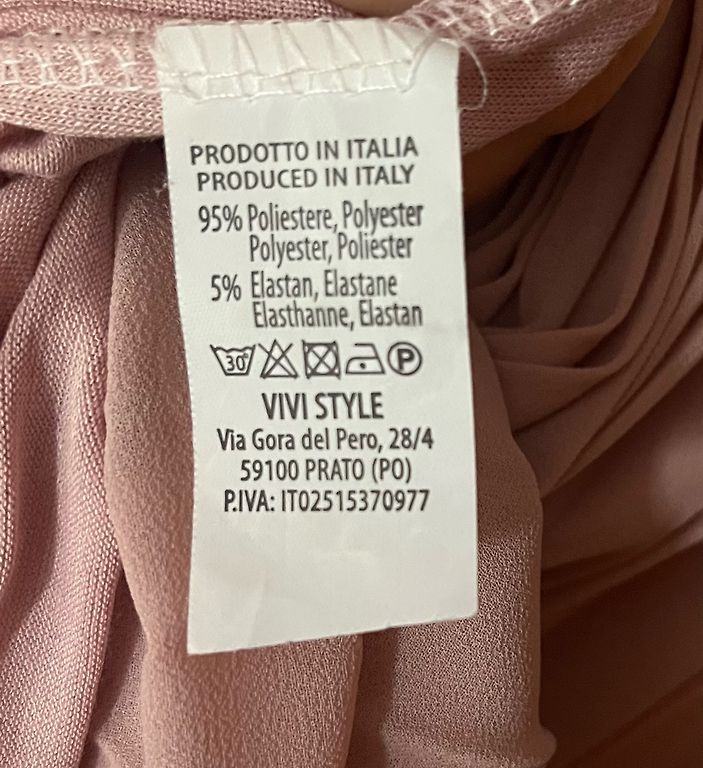 PRODOTTO IN ITALIA
PRODUCED IN ITALY
95% Poliestere, Polyester
Polyester, Poliester
5% Elastan, Elastane
Elasthanne, Elastan
30° P
VIVI STYLE
Via Gora del Pero, 28/4
59100 PRATO (PO)
P.IVA: IT02515370977